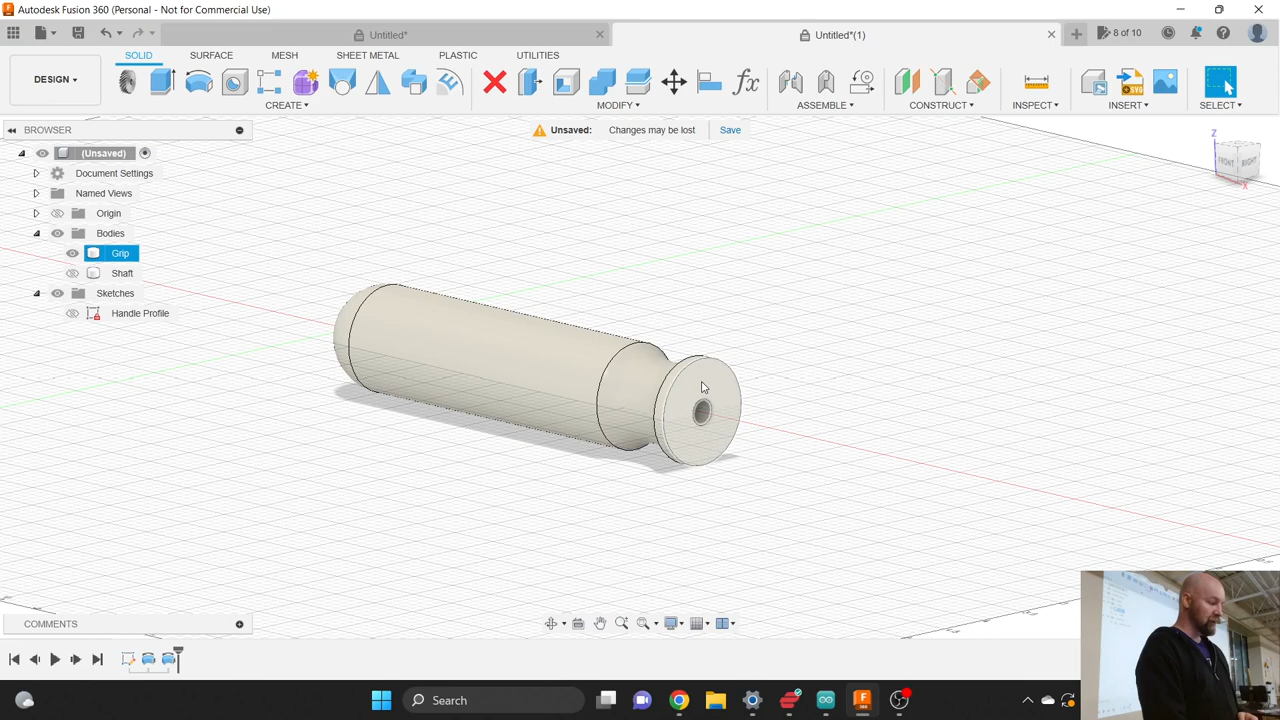 Autodesk Fusion 360 (Personal - Not for Commercial Use)
Untitled*
Untitled*(1)
8 of 10
SOLID
SURFACE
MESH
SHEET METAL
PLASTIC
UTILITIES
DESIGN
CREATE
MODIFY
ASSEMBLE
CONSTRUCT
INSPECT
INSERT
SELECT
BROWSER
Unsaved:
Changes may be lost
Save
(Unsaved)
Document Settings
Named Views
Origin
Bodies
Grip
Shaft
Sketches
Handle Profile
Z
FRONT
RIGHT
X
COMMENTS
Search